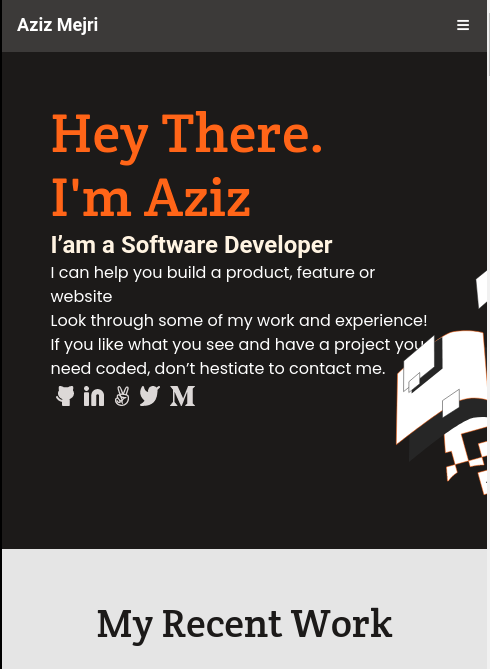 Aziz Mejri
Hey There.
I'm Aziz
I’am a Software Developer
I can help you build a product, feature or
website
Look through some of my work and experience!
If you like what you see and have a project you
need coded, don’t hestiate to contact me.
My Recent Work